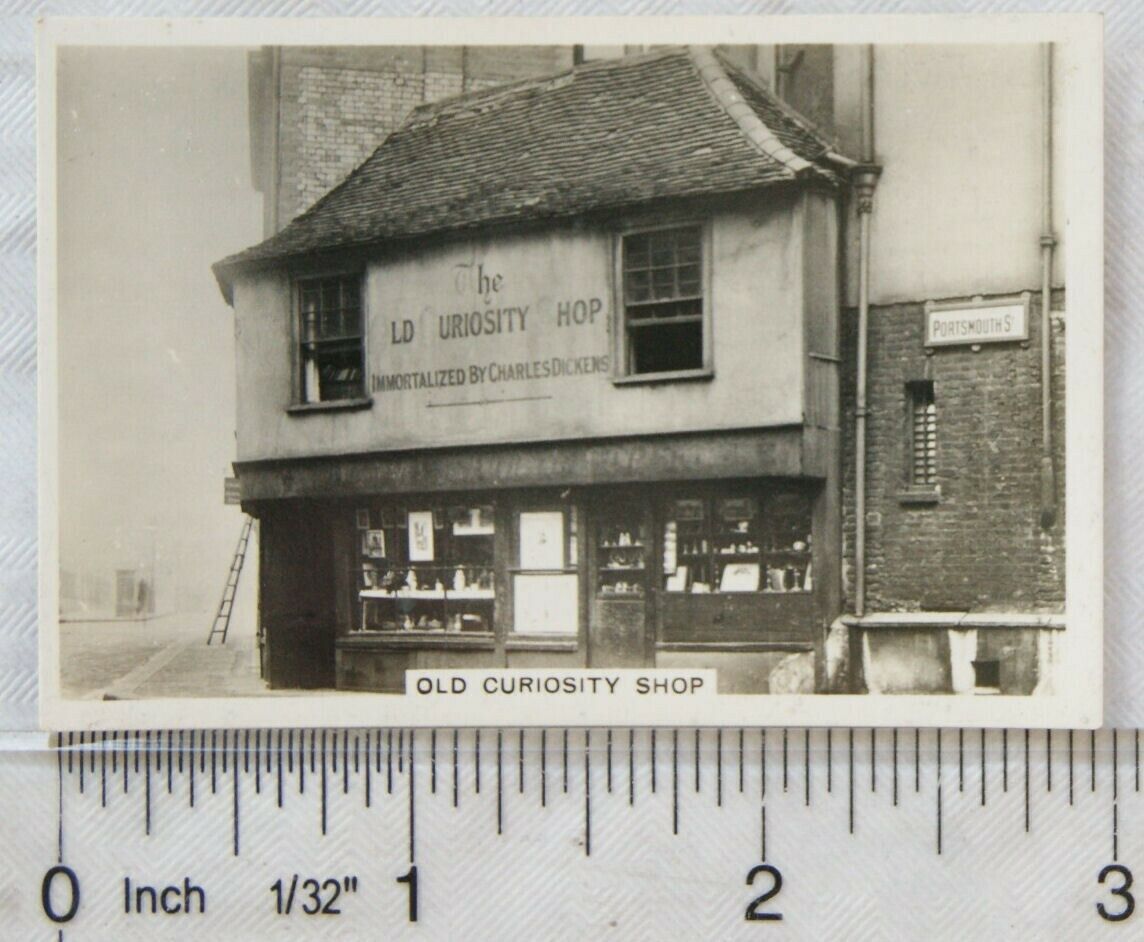 The
LD CURIOSITY SHOP
IMMORTALIZED BY CHARLES DICKENS
PORTSMOUTH ST
OLD CURIOSITY SHOP
0 Inch 1/32" 1 2 3